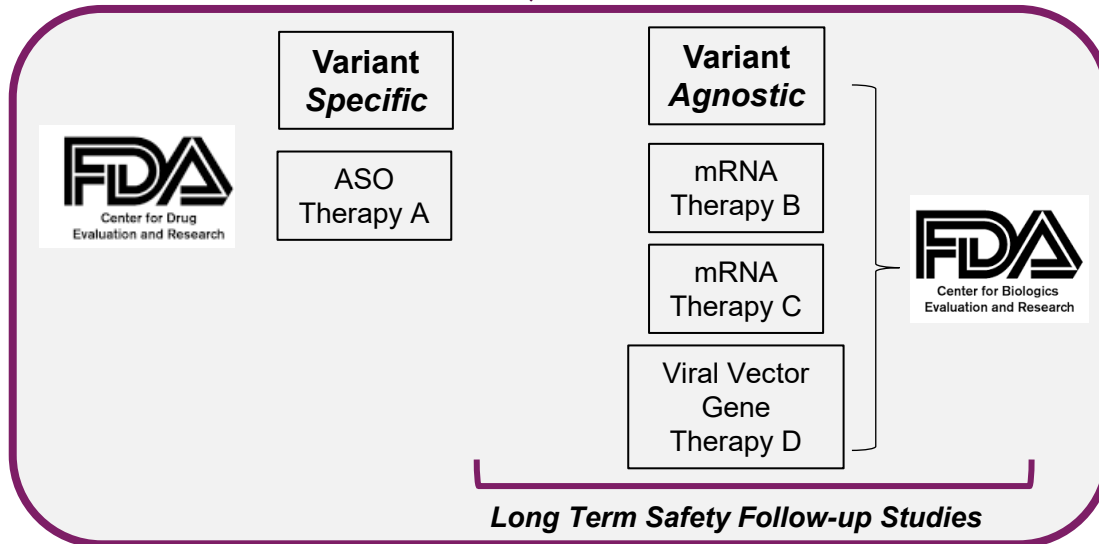 Variant
Specific
Variant
Agnostic
FDA
Center for Drug
Evaluation and Research
ASO
Therapy A
mRNA
Therapy B
mRNA
Therapy C
Viral Vector
Gene
Therapy D
FDA
Center for Biologics
Evaluation and Research
Long Term Safety Follow-up Studies